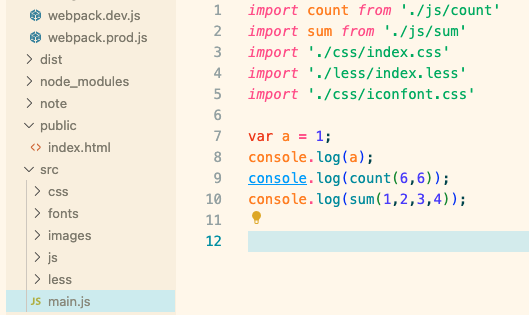 webpack.dev.js
webpack.prod.js
dist
node_modules
note
public
index.html
src
css
fonts
images
js
less
JS main.js
1 import count from './js/count'
2 import sum from './js/sum'
3 import './css/index.css'
4 import './less/index.less'
5 import './css/iconfont.css'
6
7 var a = 1;
8 console.log(a);
9 console.log(count(6,6));
10 console.log(sum(1,2,3,4));
11
12